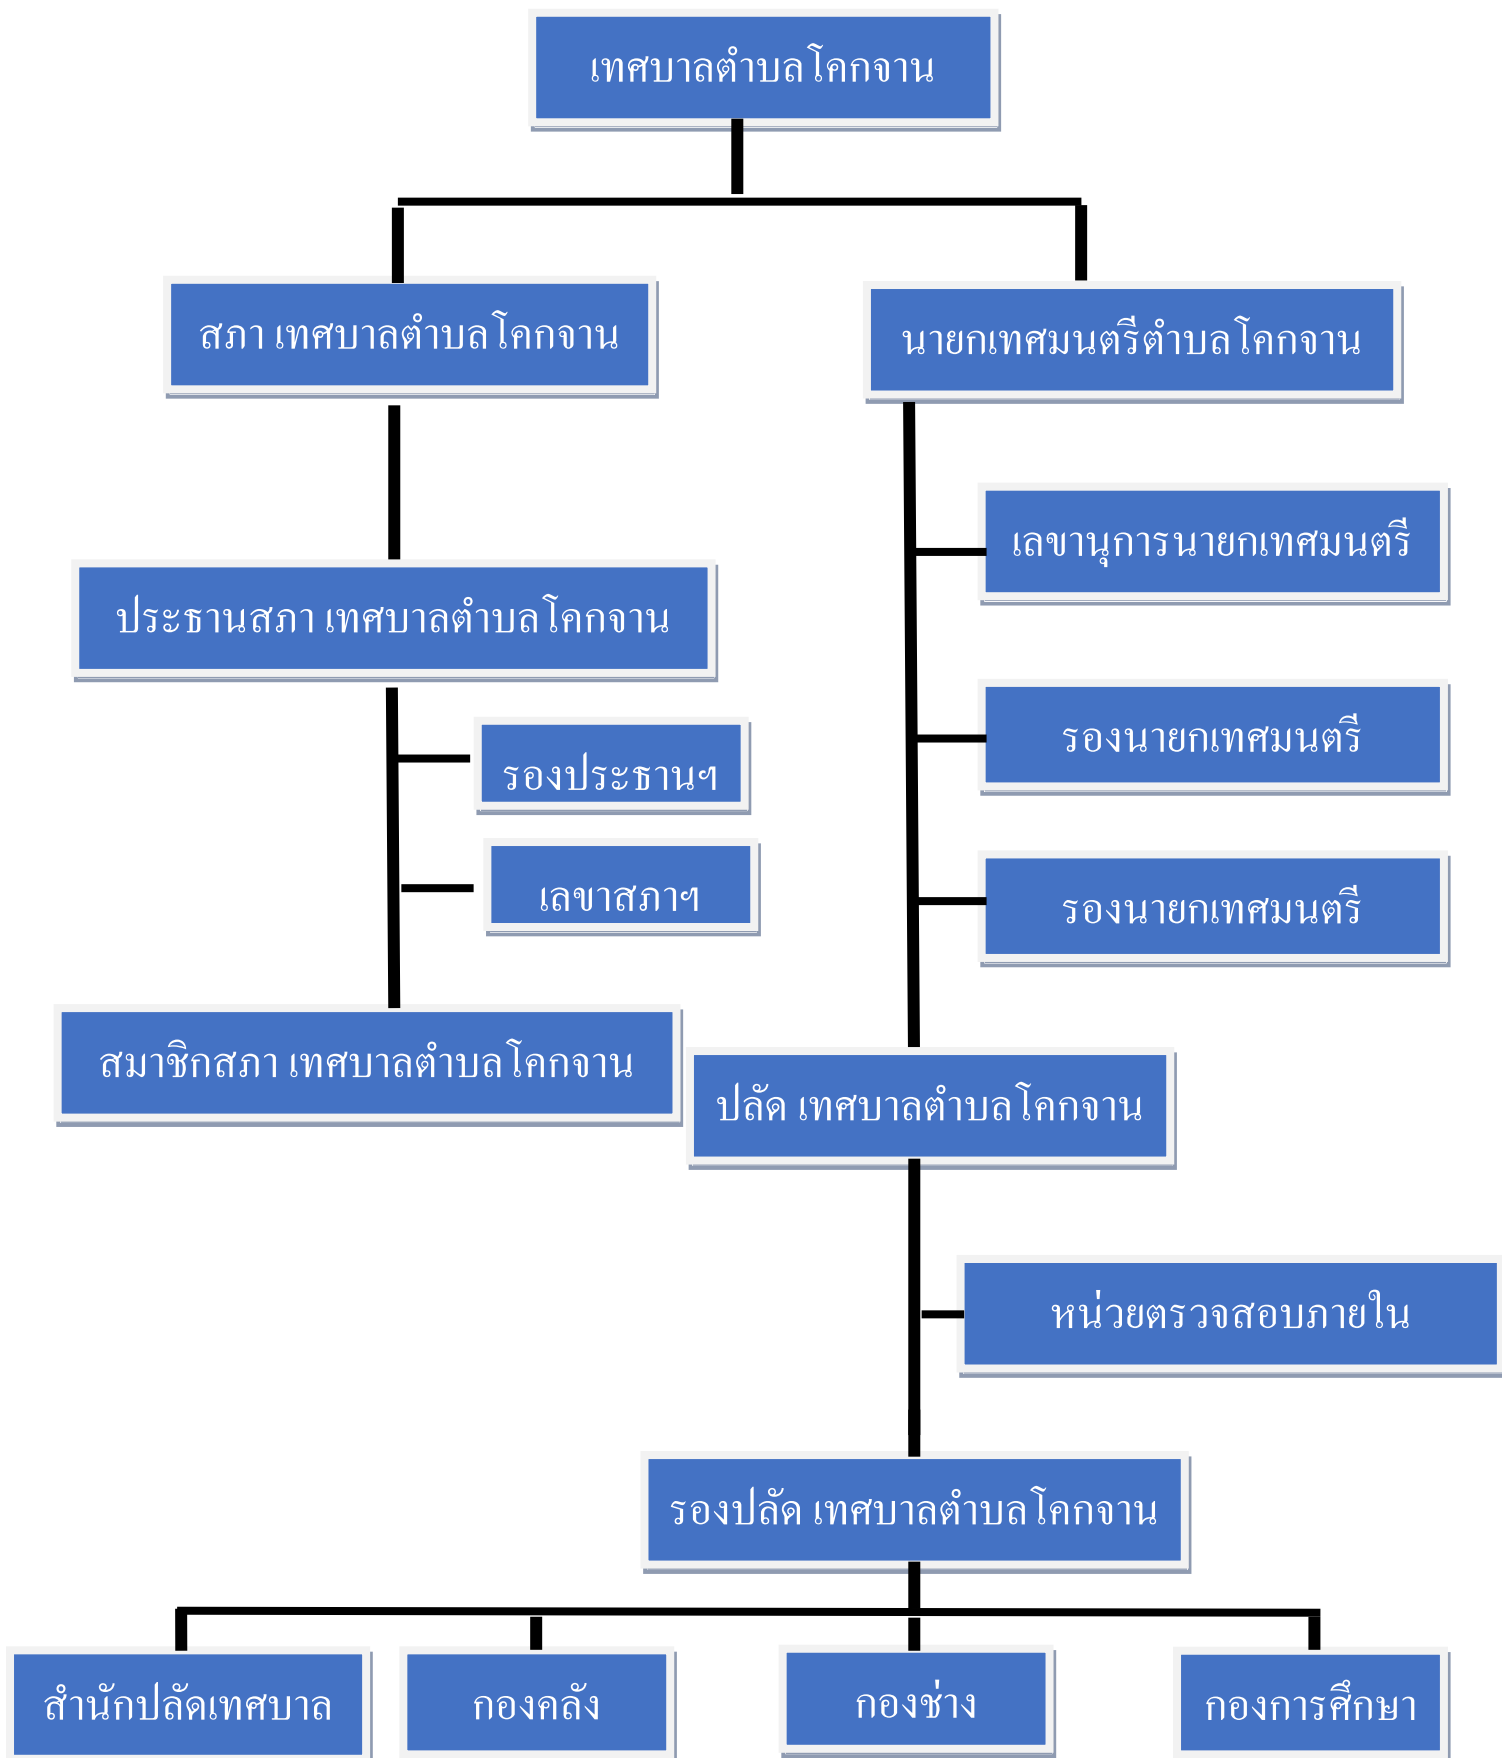 เทศบาลตำบลโคกจาน
สภา เทศบาลตำบลโคกจาน
นายกเทศมนตรีตำบลโคกจาน
เลขานุการนายกเทศมนตรี
ประธานสภา เทศบาลตำบลโคกจาน
รองนายกเทศมนตรี
รองประธานฯ
เลขาสภาฯ
รองนายกเทศมนตรี
สมาชิกสภา เทศบาลตำบลโคกจาน
ปลัด เทศบาลตำบลโคกจาน
หน่วยตรวจสอบภายใน
รองปลัด เทศบาลตำบลโคกจาน
สำนักปลัดเทศบาล
กองคลัง
กองช่าง
กองการศึกษา